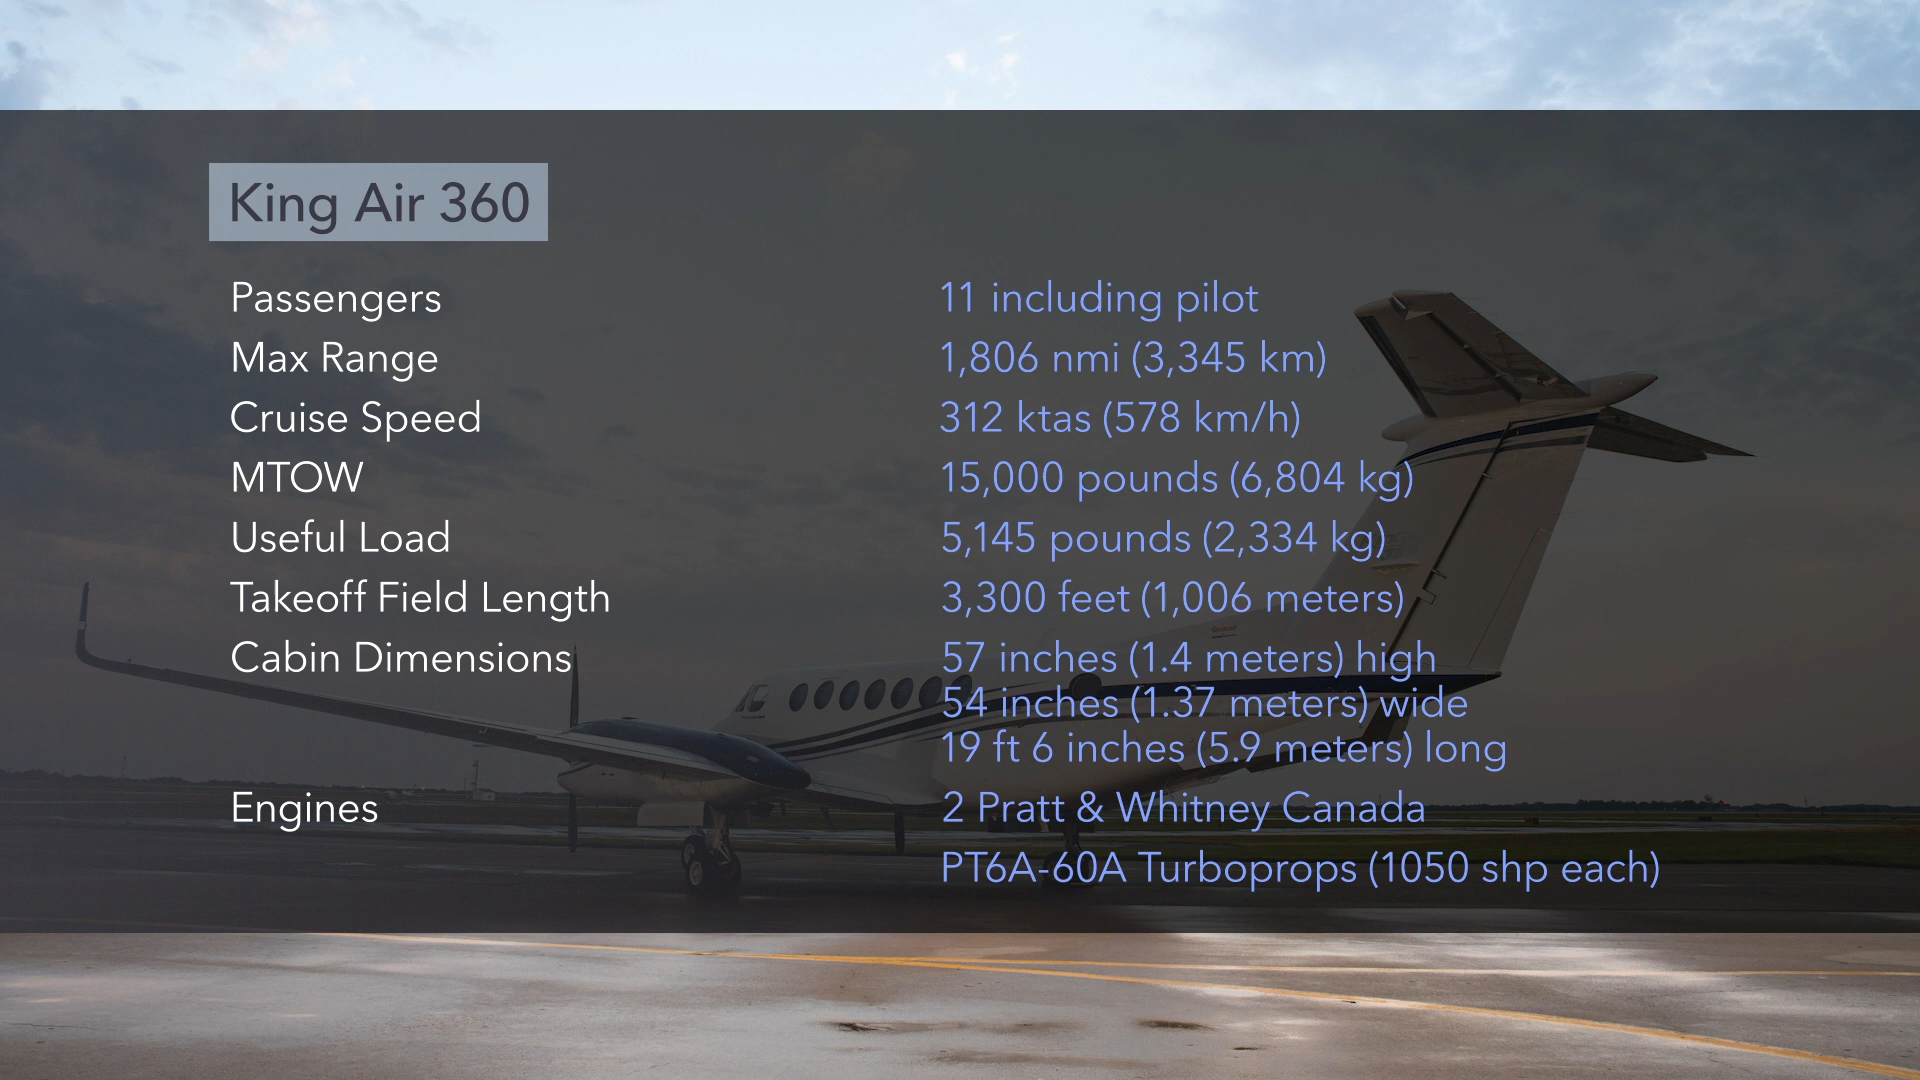 King Air 360
Passengers 11 including pilot
Max Range 1,806 nmi (3,345 km)
Cruise Speed 312 ktas (578 km/h)
MTOW 15,000 pounds (6,804 kg)
Useful Load 5,145 pounds (2,334 kg)
Takeoff Field Length 3,300 feet (1,006 meters)
Cabin Dimensions 57 inches (1.4 meters) high
54 inches (1.37 meters) wide
19 ft 6 inches (5.9 meters) long
Engines 2 Pratt & Whitney Canada
PT6A-60A Turboprops (1050 shp each)